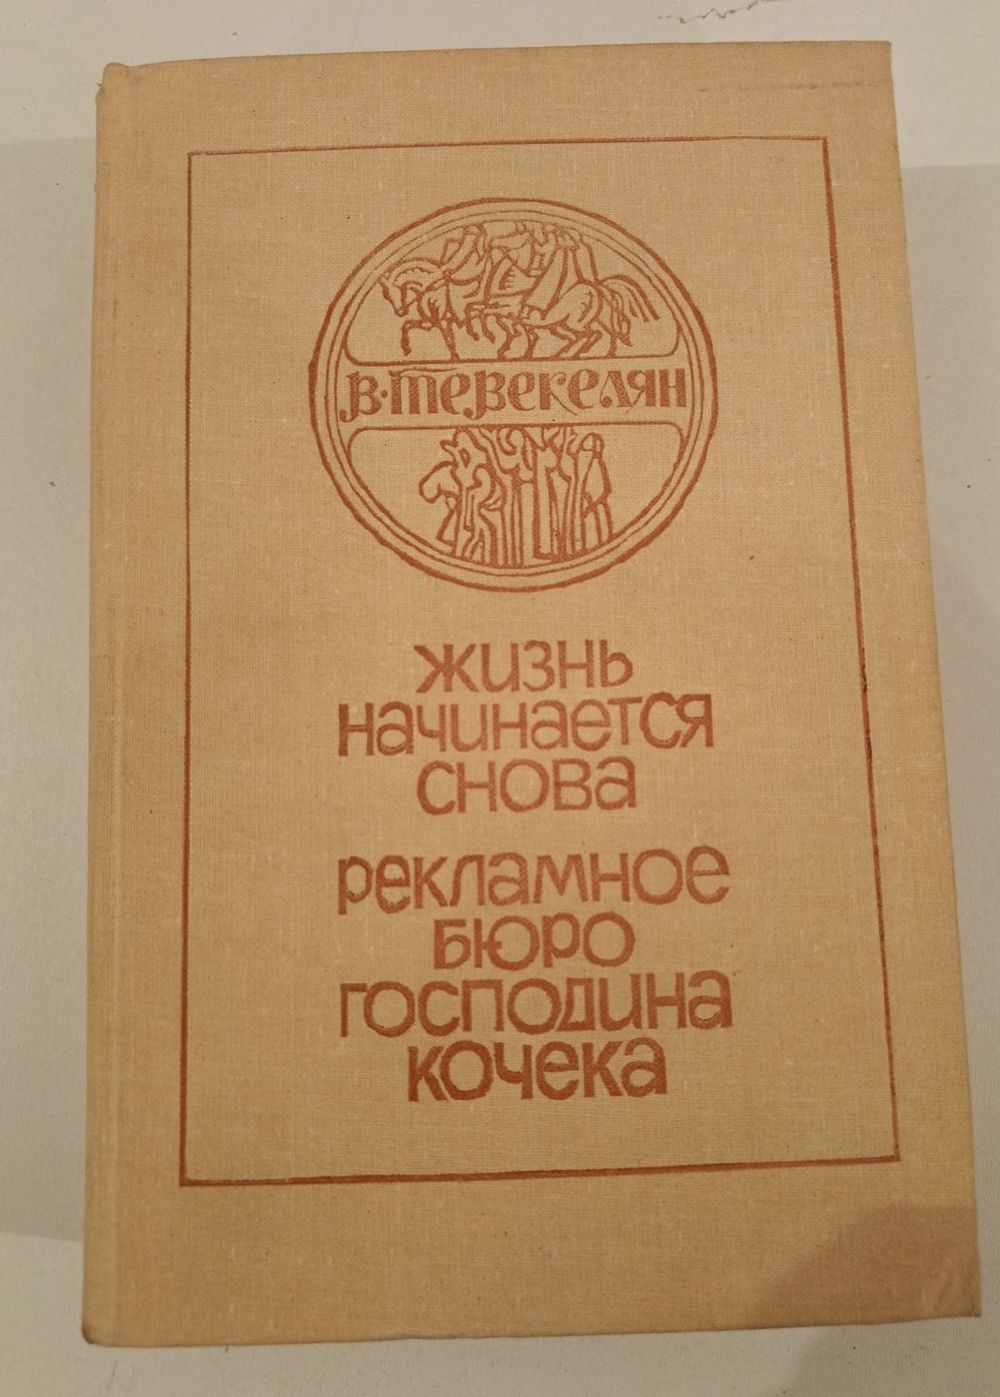 В. Тевекелян
жизнь
начинается
снова
рекламное
бюро
господина
кочека